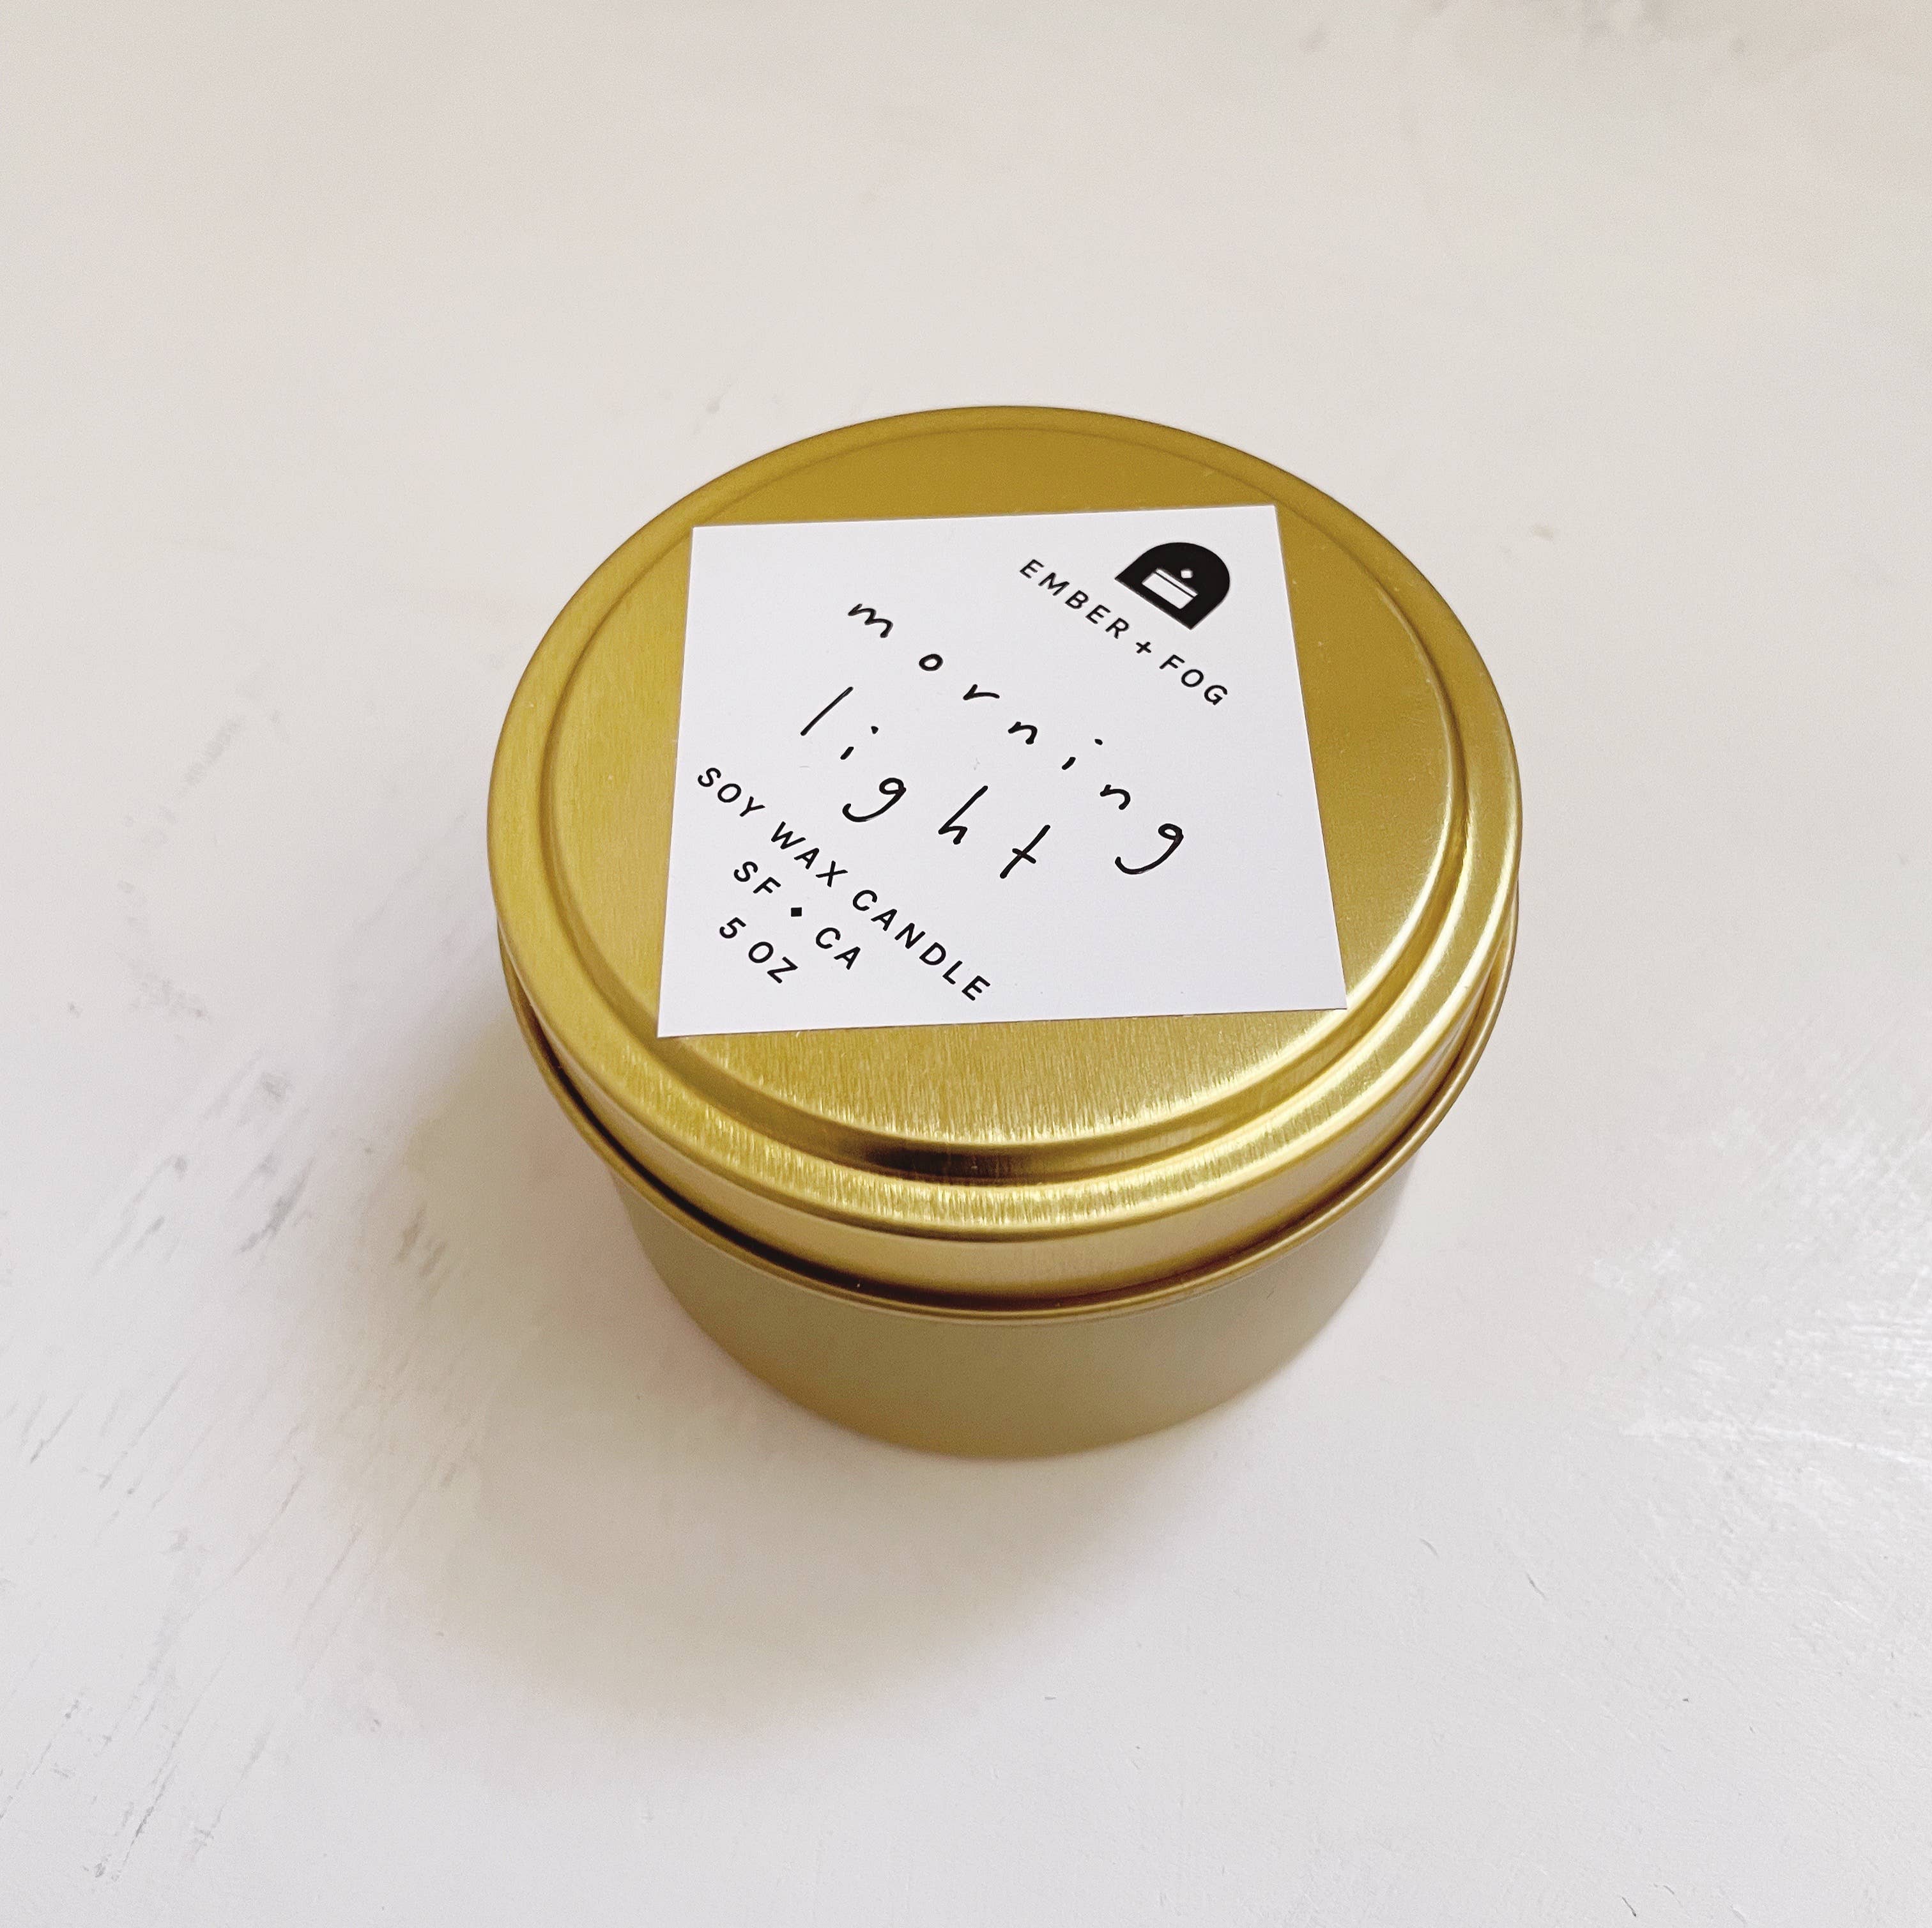 EMBER + FOG
morning
light
SOY WAX CANDLE
SF • CA
5 OZ